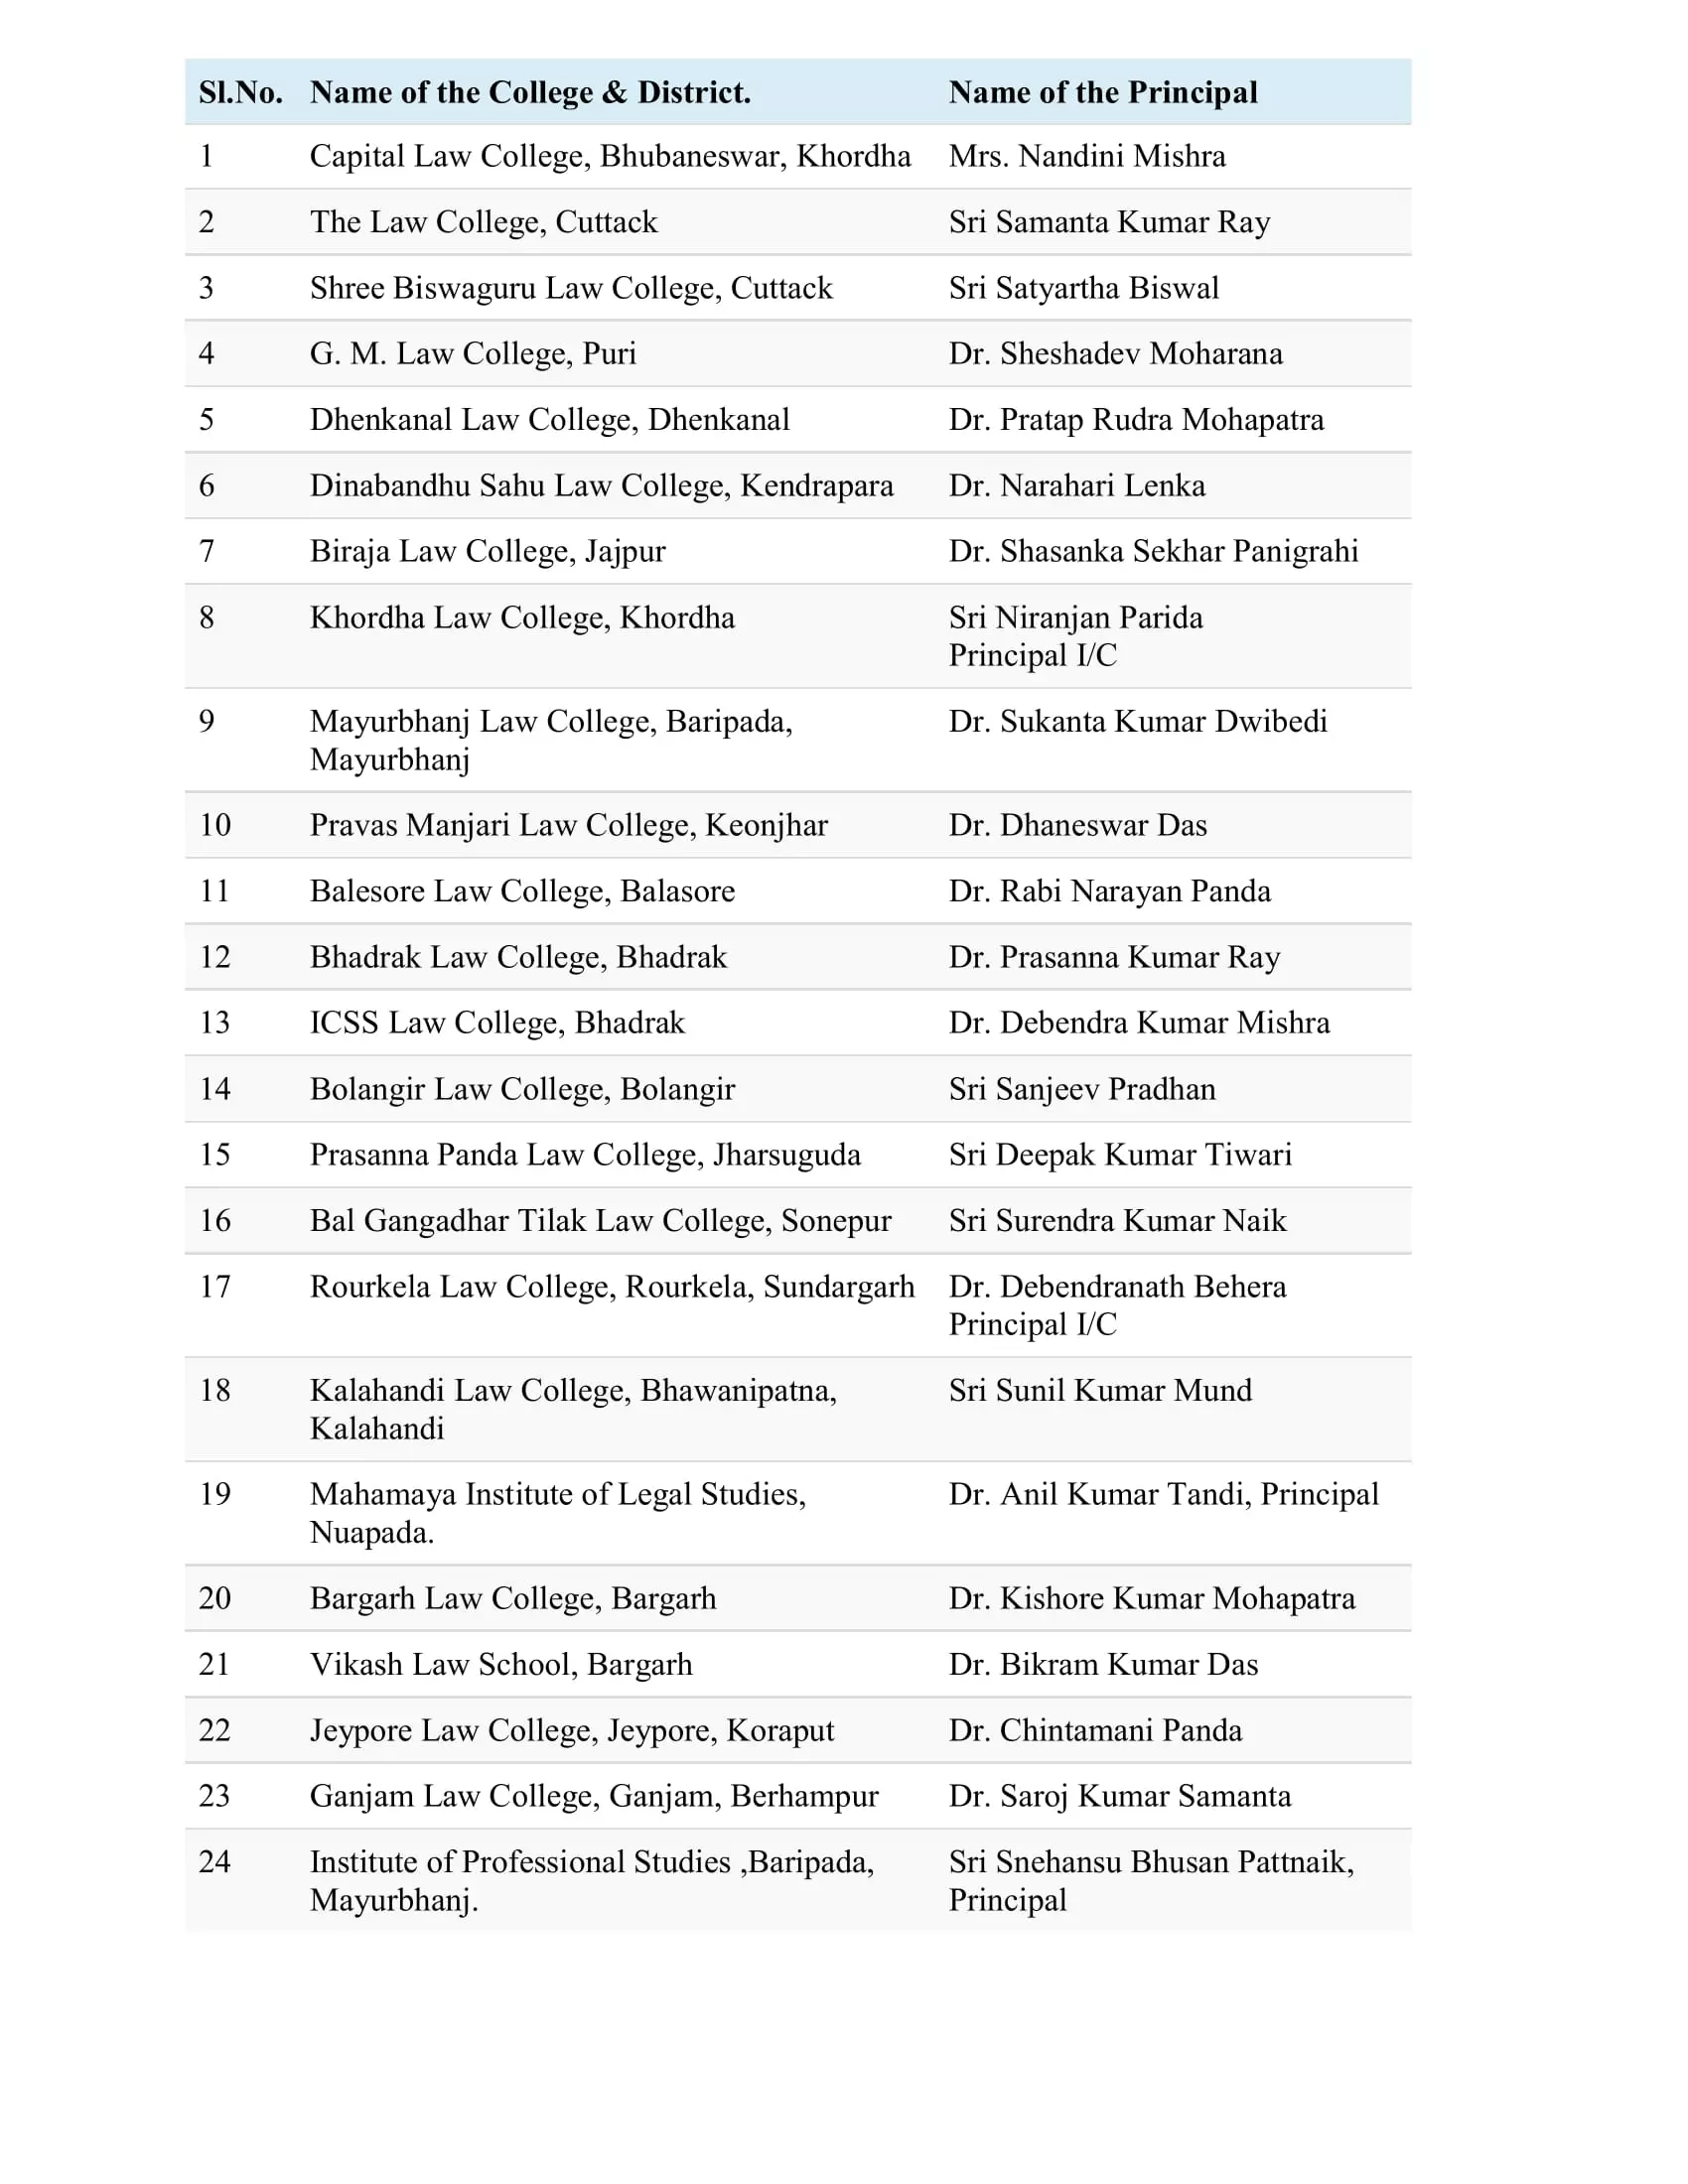 Sl.No. Name of the College & District. Name of the Principal
1 Capital Law College, Bhubaneswar, Khordha Mrs. Nandini Mishra
2 The Law College, Cuttack Sri Samanta Kumar Ray
3 Shree Biswaguru Law College, Cuttack Sri Satyartha Biswal
4 G. M. Law College, Puri Dr. Sheshadev Moharana
5 Dhenkanal Law College, Dhenkanal Dr. Pratap Rudra Mohapatra
6 Dinabandhu Sahu Law College, Kendrapara Dr. Narahari Lenka
7 Biraja Law College, Jajpur Dr. Shasanka Sekhar Panigrahi
8 Khordha Law College, Khordha Sri Niranjan Parida
Principal I/C
9 Mayurbhanj Law College, Baripada, Dr. Sukanta Kumar Dwibedi
Mayurbhanj
10 Pravas Manjari Law College, Keonjhar Dr. Dhaneswar Das
11 Balesore Law College, Balasore Dr. Rabi Narayan Panda
12 Bhadrak Law College, Bhadrak Dr. Prasanna Kumar Ray
13 ICSS Law College, Bhadrak Dr. Debendra Kumar Mishra
14 Bolangir Law College, Bolangir Sri Sanjeev Pradhan
15 Prasanna Panda Law College, Jharsuguda Sri Deepak Kumar Tiwari
16 Bal Gangadhar Tilak Law College, Sonepur Sri Surendra Kumar Naik
17 Rourkela Law College, Rourkela, Sundargarh Dr. Debendranath Behera
Principal I/C
18 Kalahandi Law College, Bhawanipatna, Sri Sunil Kumar Mund
Kalahandi
19 Mahamaya Institute of Legal Studies, Dr. Anil Kumar Tandi, Principal
Nuapada.
20 Bargarh Law College, Bargarh Dr. Kishore Kumar Mohapatra
21 Vikash Law School, Bargarh Dr. Bikram Kumar Das
22 Jeypore Law College, Jeypore, Koraput Dr. Chintamani Panda
23 Ganjam Law College, Ganjam, Berhampur Dr. Saroj Kumar Samanta
24 Institute of Professional Studies ,Baripada, Sri Snehansu Bhusan Pattnaik,
Mayurbhanj. Principal